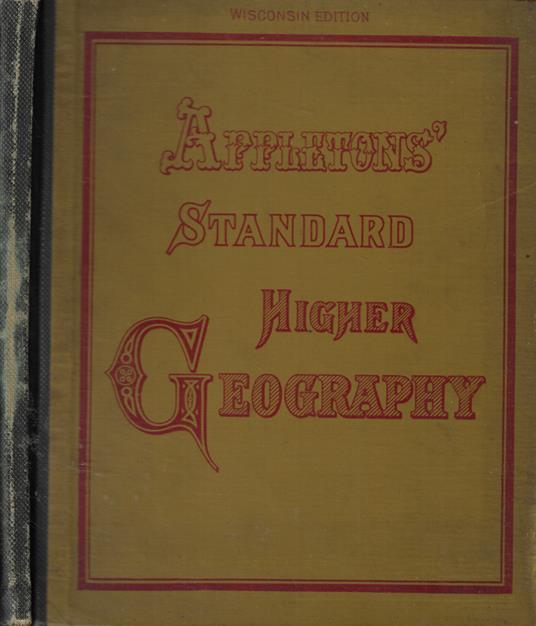 WISCONSIN EDITION
APPLETONS'
STANDARD
HIGHER
GEOGRAPHY